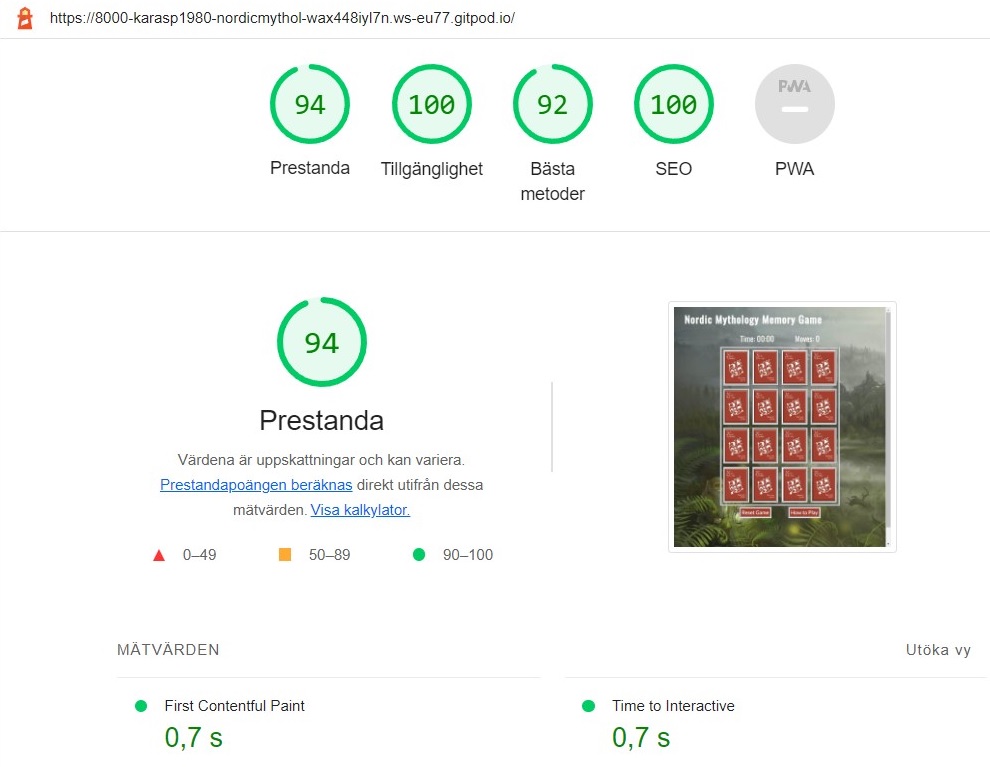 https://8000-karasp1980-nordicmythol-wax448iyl7n.ws-eu77.gitpod.io/
94
100
92
100
PWA
Prestanda
Tillgänglighet
Bästa
metoder
SEO
PWA
94
Prestanda
Värdena är uppskattningar och kan variera.
Prestandapoängen beräknas direkt utifrån dessa
mätvärden. Visa kalkylator.
0–49
50–89
90–100
Nordic Mythology Memory Game
Time: 00:00
Moves: 0
Reset Game
How to Play
MÄTVÄRDEN
Utöka vy
First Contentful Paint
0,7 s
Time to Interactive
0,7 s